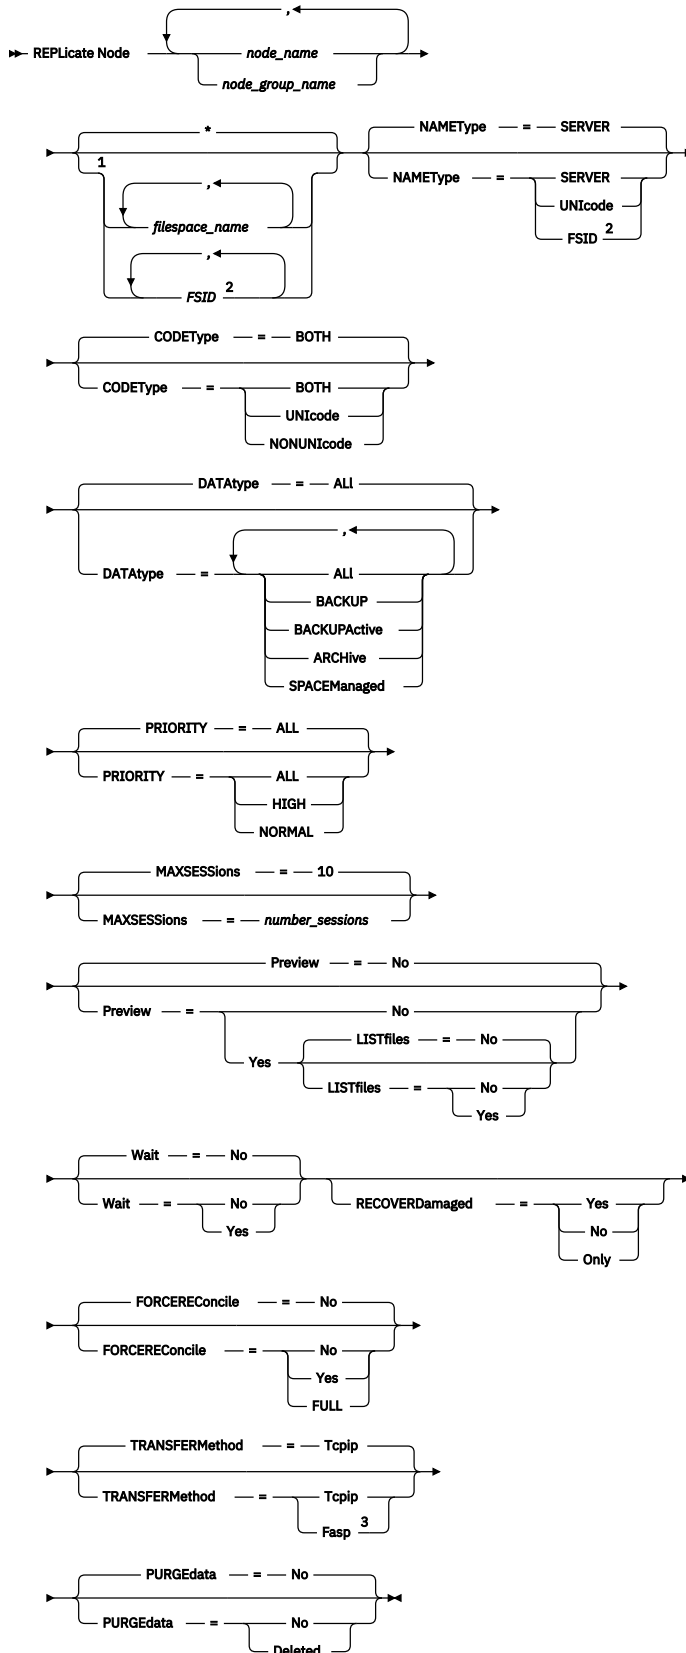 ,
REPLicate Node node_name
node_group_name
* NAMEType = SERVER
1 NAMEType = SERVER
, UNIcode
filespace_name FSID 2
,
FSID 2
CODEType = BOTH
CODEType = BOTH
UNIcode
NONUNIcode
DATAtype = ALl
,
DATAtype = ALl
BACKUP
BACKUPActive
ARCHive
SPACEManaged
PRIORITY = ALL
PRIORITY = ALL
HIGH
NORMAL
MAXSESSions = 10
MAXSESSions = number_sessions
Preview = No
Preview = No
LISTfiles = No
Yes
LISTfiles = No
Yes
Wait = No
Wait = No RECOVERDamaged = Yes
Yes No
Only
FORCEREConcile = No
FORCEREConcile = No
Yes
FULL
TRANSFERMethod = Tcpip
TRANSFERMethod = Tcpip
Fasp 3
PURGEdata = No
PURGEdata = No
Deleted